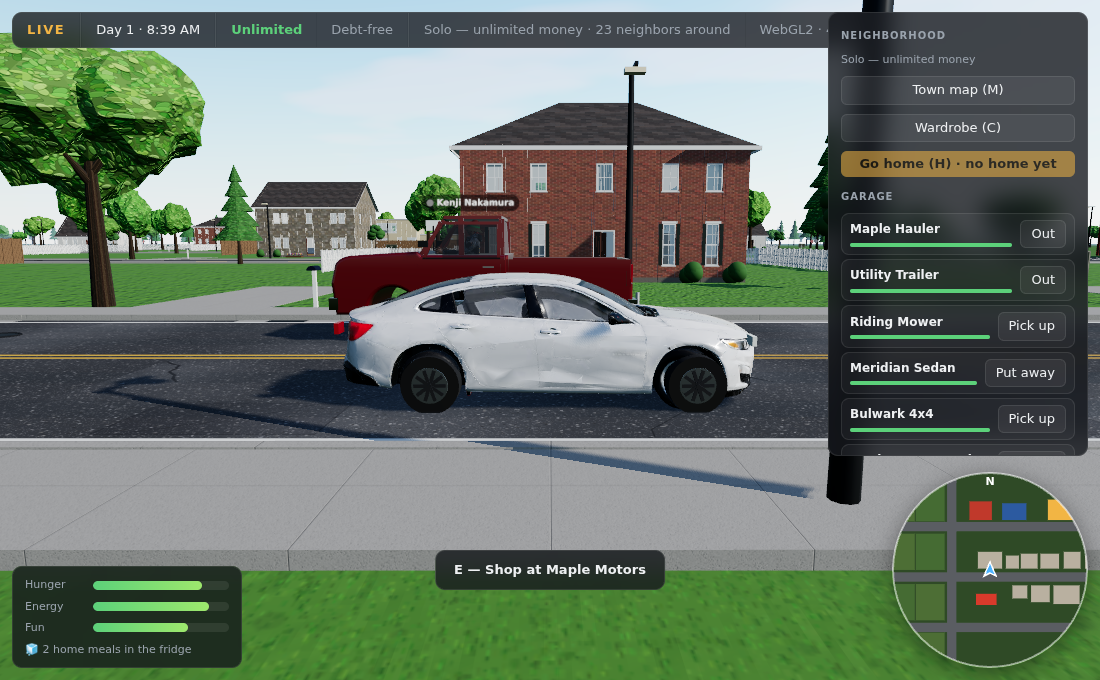 LIVE
Day 1 · 8:39 AM
Unlimited
Debt-free
Solo — unlimited money · 23 neighbors around
WebGL2 ·
NEIGHBORHOOD
Solo — unlimited money
Town map (M)
Wardrobe (C)
Go home (H) · no home yet
GARAGE
Maple Hauler
Out
Utility Trailer
Out
Riding Mower
Pick up
Meridian Sedan
Put away
Bulwark 4x4
Pick up
Kenji Nakamura
E — Shop at Maple Motors
Hunger
Energy
Fun
2 home meals in the fridge
N